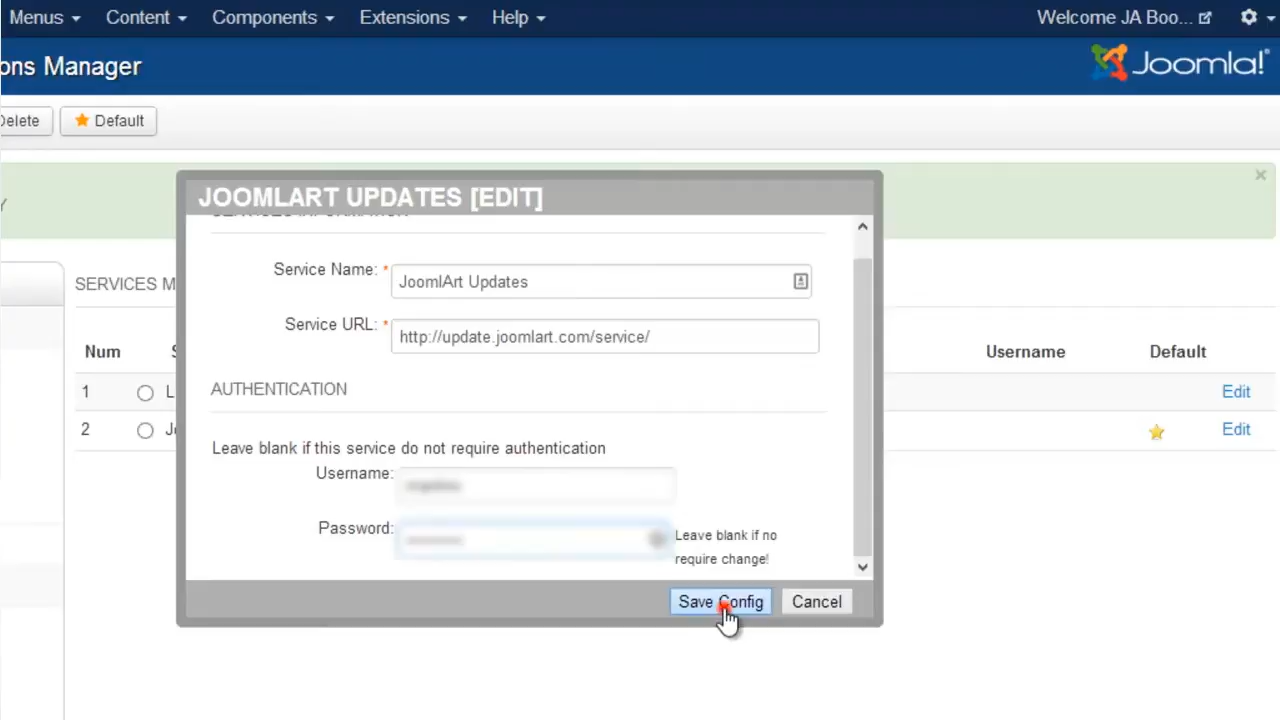 Menus Content Components Extensions Help Welcome JA Boo...
ons Manager Joomla!
Delete Default
JOOMLART UPDATES [EDIT]
Service Name: * JoomlArt Updates
SERVICES M
Service URL: * http://update.joomlart.com/service/
Num S Username Default
1 L Edit
AUTHENTICATION
2 Jo Edit
Leave blank if this service do not require authentication
Username:
Password: Leave blank if no
require change!
Save Config Cancel